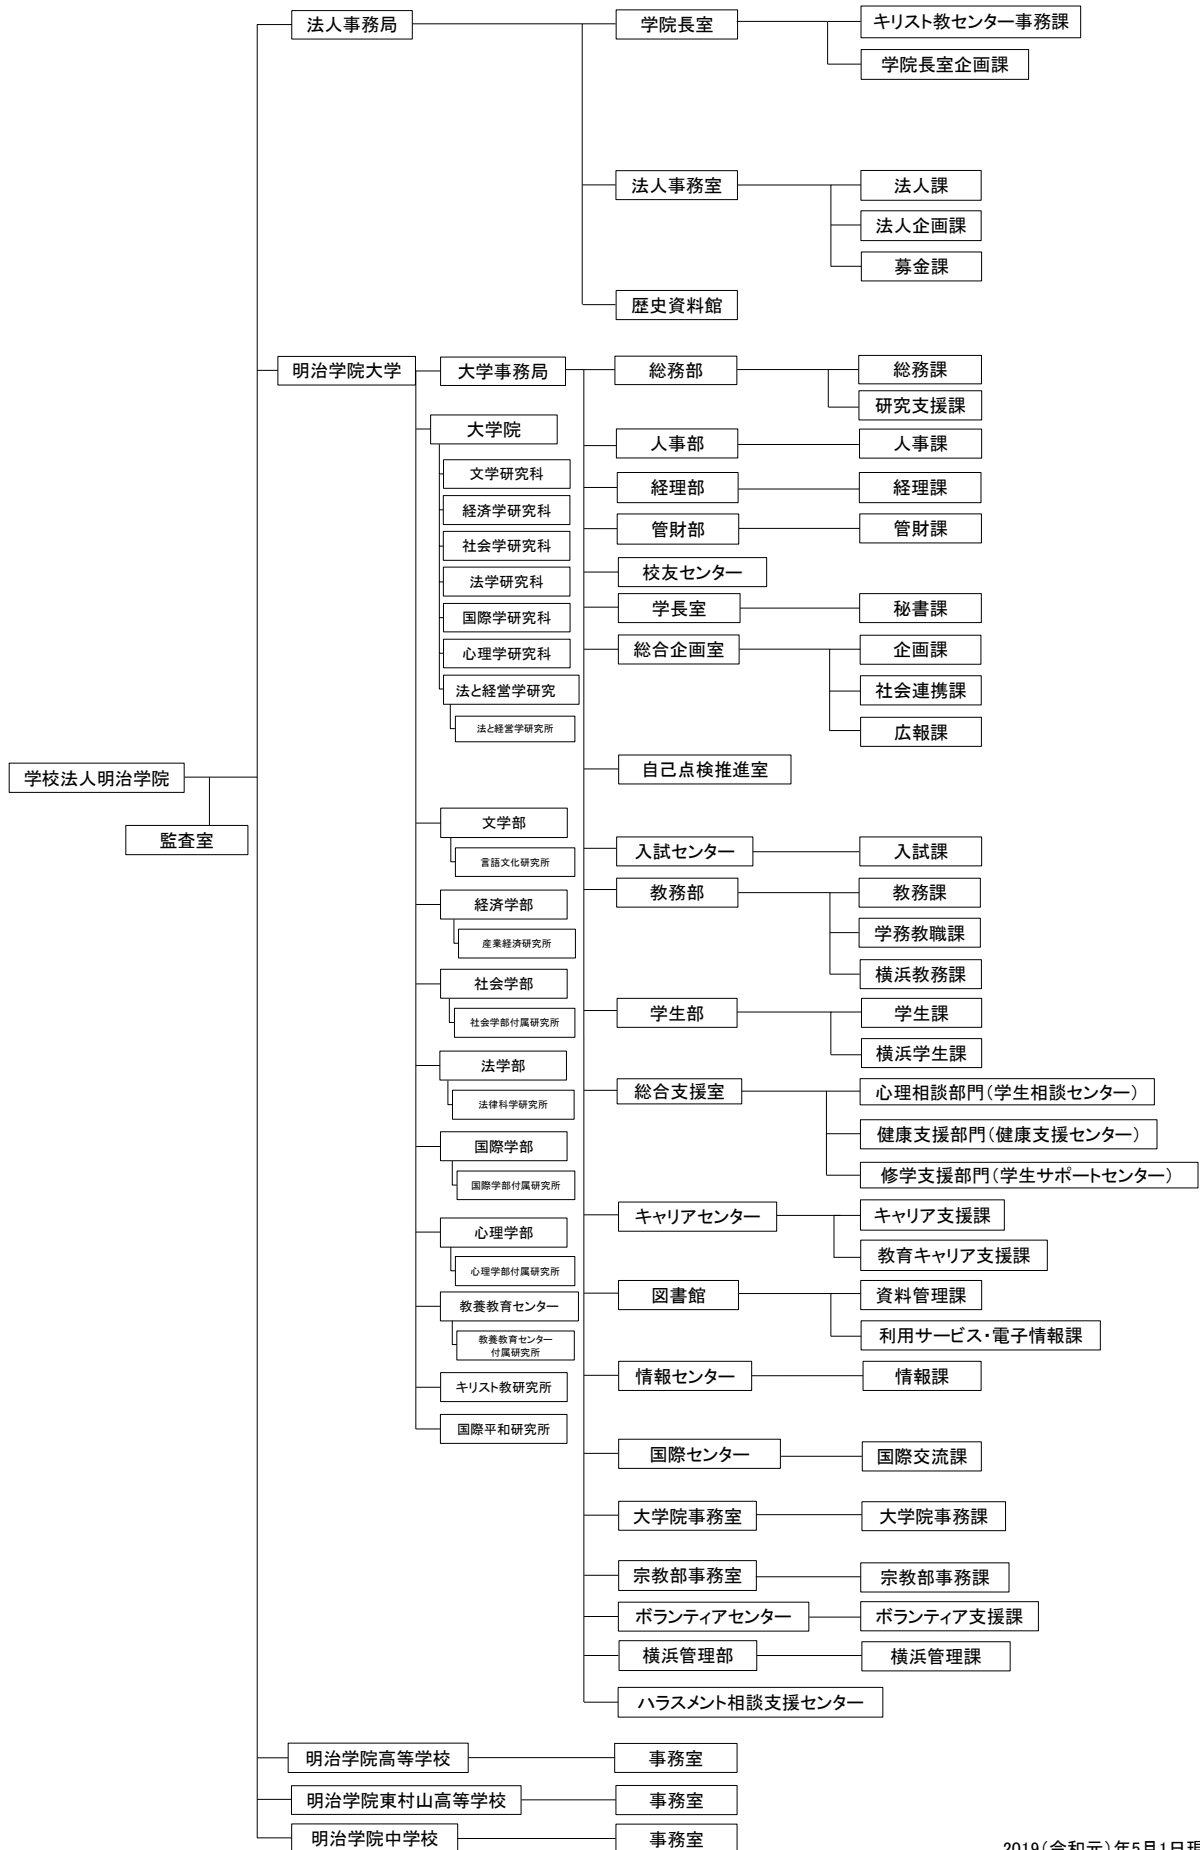 法人事務局
学院長室
キリスト教センター事務課
学院長室企画課
法人事務室
法人課
法人企画課
募金課
歴史資料館
明治学院大学
大学事務局
総務部
総務課
研究支援課
大学院
人事部
人事課
文学研究科
経理部
経理課
経済学研究科
管財部
管財課
社会学研究科
校友センター
法学研究科
学長室
秘書課
国際学研究科
総合企画室
企画課
心理学研究科
社会連携課
法と経営学研究
広報課
法と経営学研究所
学校法人明治学院
自己点検推進室
監査室
文学部
言語文化研究所
入試センター
入試課
経済学部
教務部
教務課
産業経済研究所
学務教職課
社会学部
横浜教務課
社会学部付属研究所
学生部
学生課
法学部
横浜学生課
法律科学研究所
総合支援室
心理相談部門(学生相談センター)
国際学部
健康支援部門(健康支援センター)
国際学部付属研究所
修学支援部門(学生サポートセンター)
心理学部
キャリアセンター
キャリア支援課
心理学部付属研究所
教育キャリア支援課
教養教育センター
図書館
資料管理課
教養教育センター
付属研究所
利用サービス・電子情報課
キリスト教研究所
情報センター
情報課
国際平和研究所
国際センター
国際交流課
大学院事務室
大学院事務課
宗教部事務室
宗教部事務課
ボランティアセンター
ボランティア支援課
横浜管理部
横浜管理課
ハラスメント相談支援センター
明治学院高等学校
事務室
明治学院東村山高等学校
事務室
明治学院中学校
事務室
2019(令和元)年5月1日現